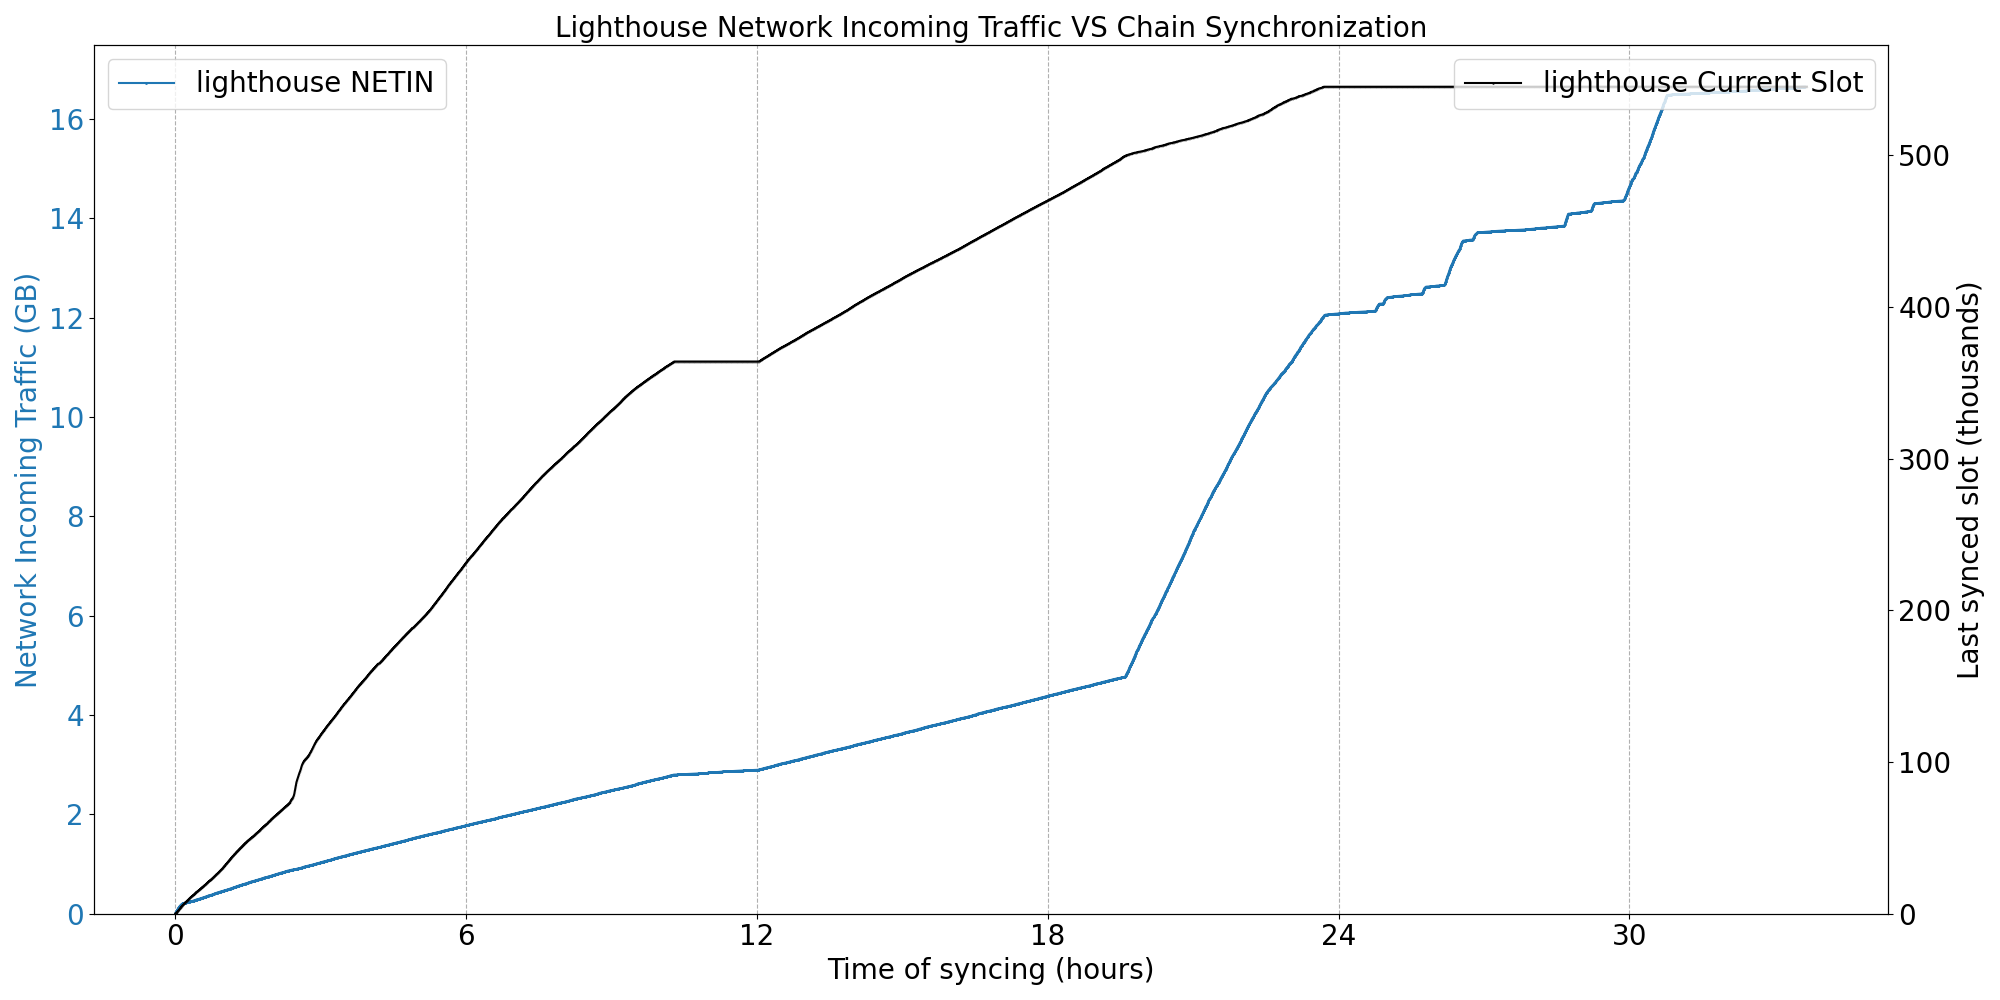 Lighthouse Network Incoming Traffic VS Chain Synchronization
lighthouse NETIN
lighthouse Current Slot
Network Incoming Traffic (GB)
16
14
12
10
8
6
4
2
0
500
400
300
200
100
0
Last synced slot (thousands)
0 6 12 18 24 30
Time of syncing (hours)